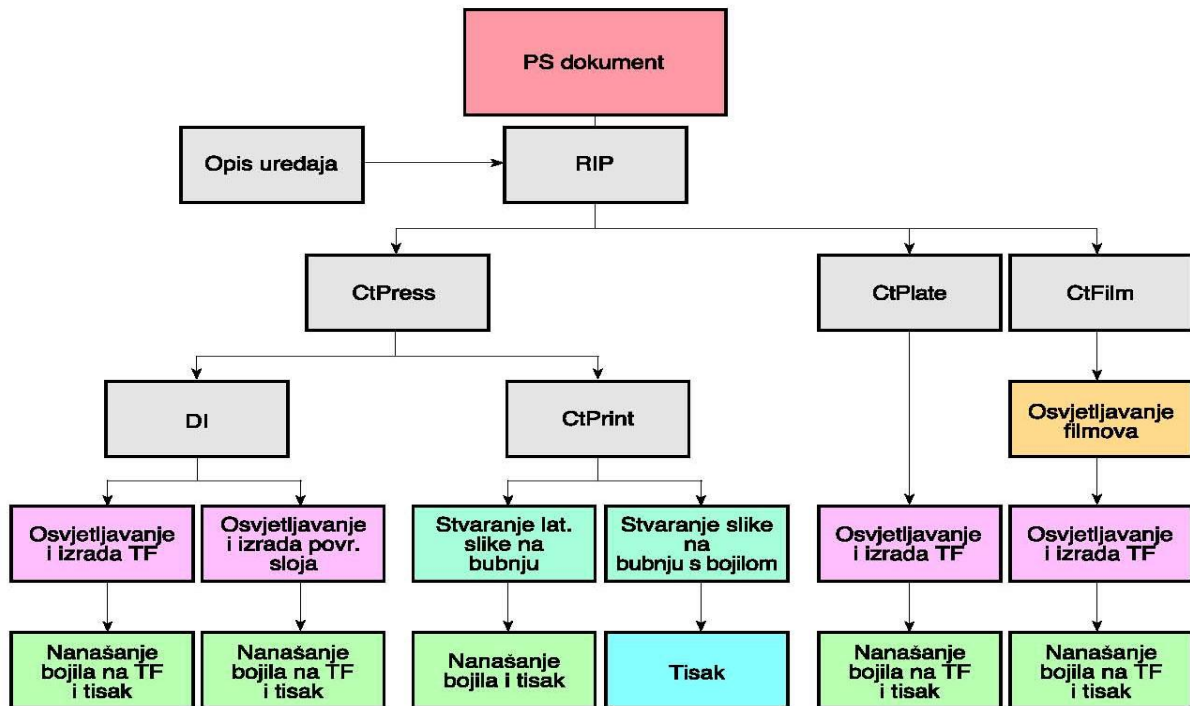 PS dokument
Opis uredaja
RIP
CtPress
CtPlate
CtFilm
DI
CtPrint
Osvjetljavanje
filmova
Osvjetljavanje
i izrada TF
Osvjetljavanje
i izrada povr.
sloja
Stvaranje lat.
slike na
bubnju
Stvaranje slike
na
bubnju s bojilom
Osvjetljavanje
i izrada TF
Osvjetljavanje
i izrada TF
Nanašanje
bojila na TF
i tisak
Nanašanje
bojila na TF
i tisak
Nanašanje
bojila i tisak
Tisak
Nanašanje
bojila na TF
i tisak
Nanašanje
bojila na TF
i tisak